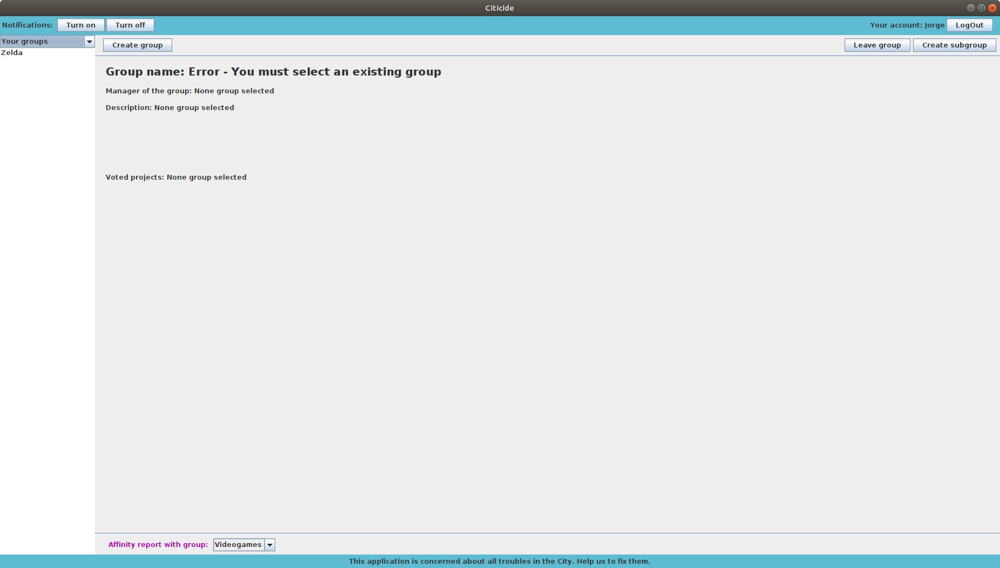 Citicide
Notifications: Turn on Turn off Your account: Jorge LogOut
Your groups Create group Leave group Create subgroup
Zelda
Group name: Error - You must select an existing group
Manager of the group: None group selected
Description: None group selected
Voted projects: None group selected
Affinity report with group: Videogames
This application is concerned about all troubles in the City. Help us to fix them.